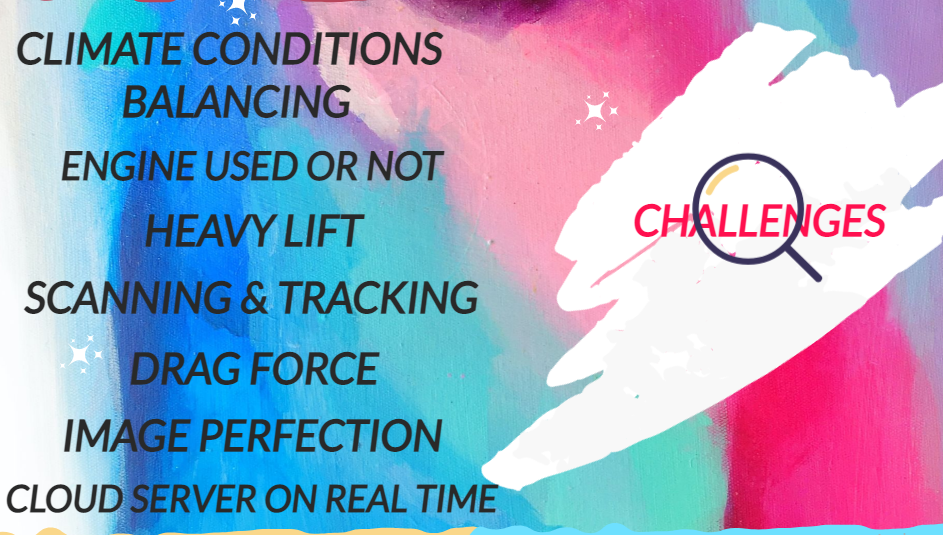 CLIMATE CONDITIONS
BALANCING
ENGINE USED OR NOT
HEAVY LIFT
SCANNING & TRACKING
DRAG FORCE
IMAGE PERFECTION
CLOUD SERVER ON REAL TIME
CHALLENGES